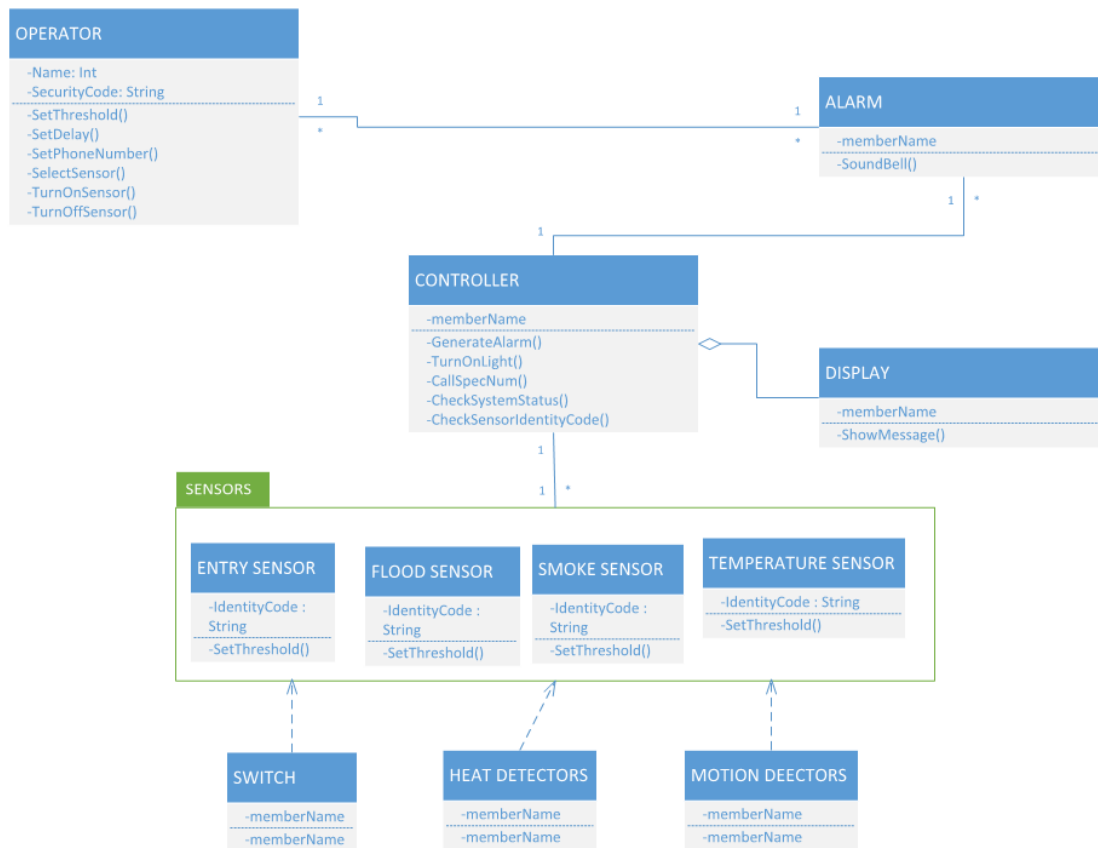 OPERATOR
-Name: Int
-SecurityCode: String
-SetThreshold()
-SetDelay()
-SetPhoneNumber()
-SelectSensor()
-TurnOnSensor()
-TurnOffSensor()
1
*
1
*
ALARM
-memberName
-SoundBell()
1
*
1
CONTROLLER
-memberName
-GenerateAlarm()
-TurnOnLight()
-CallSpecNum()
-CheckSystemStatus()
-CheckSensorIdentityCode()
DISPLAY
-memberName
-ShowMessage()
1
1
*
SENSORS
ENTRY SENSOR
-IdentityCode :
String
-SetThreshold()
FLOOD SENSOR
-IdentityCode :
String
-SetThreshold()
SMOKE SENSOR
-IdentityCode :
String
-SetThreshold()
TEMPERATURE SENSOR
-IdentityCode : String
-SetThreshold()
SWITCH
-memberName
-memberName
HEAT DETECTORS
-memberName
-memberName
MOTION DEECTORS
-memberName
-memberName